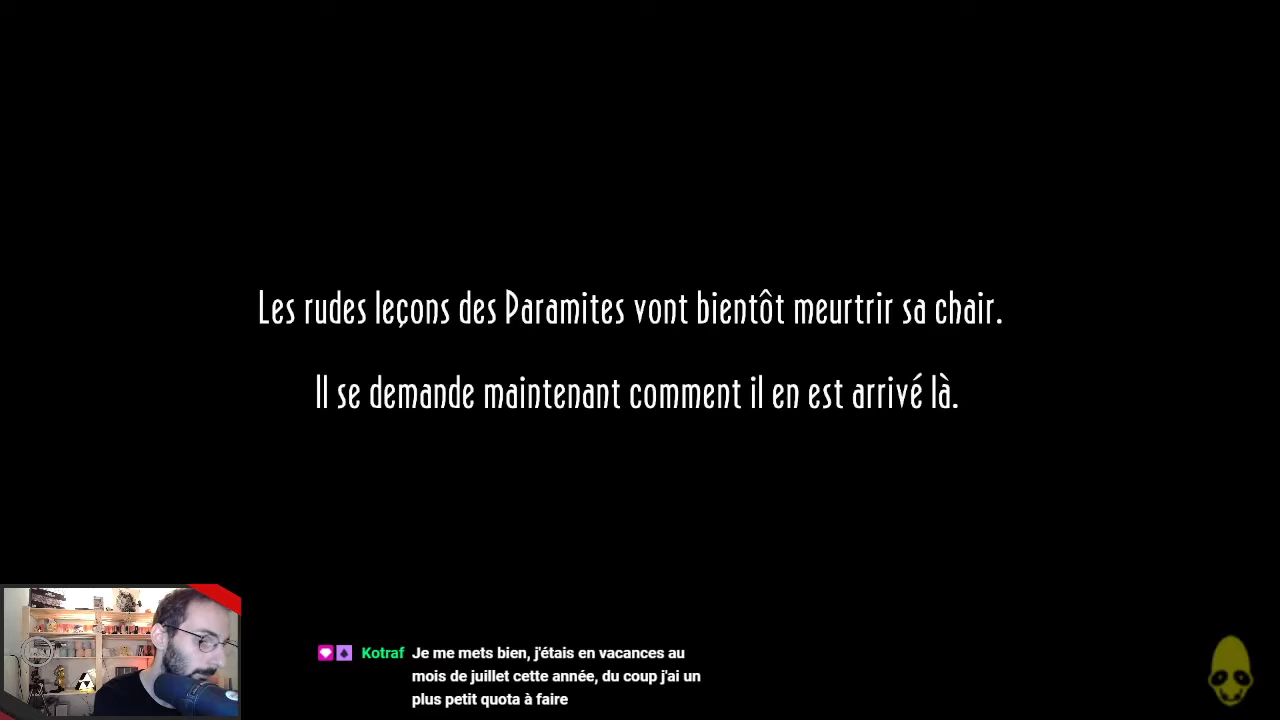 Les rudes leçons des Paramites vont bientôt meurtrir sa chair.
Il se demande maintenant comment il en est arrivé là.
Kotraf Je me mets bien, j'étais en vacances au
mois de juillet cette année, du coup j'ai un
plus petit quota à faire